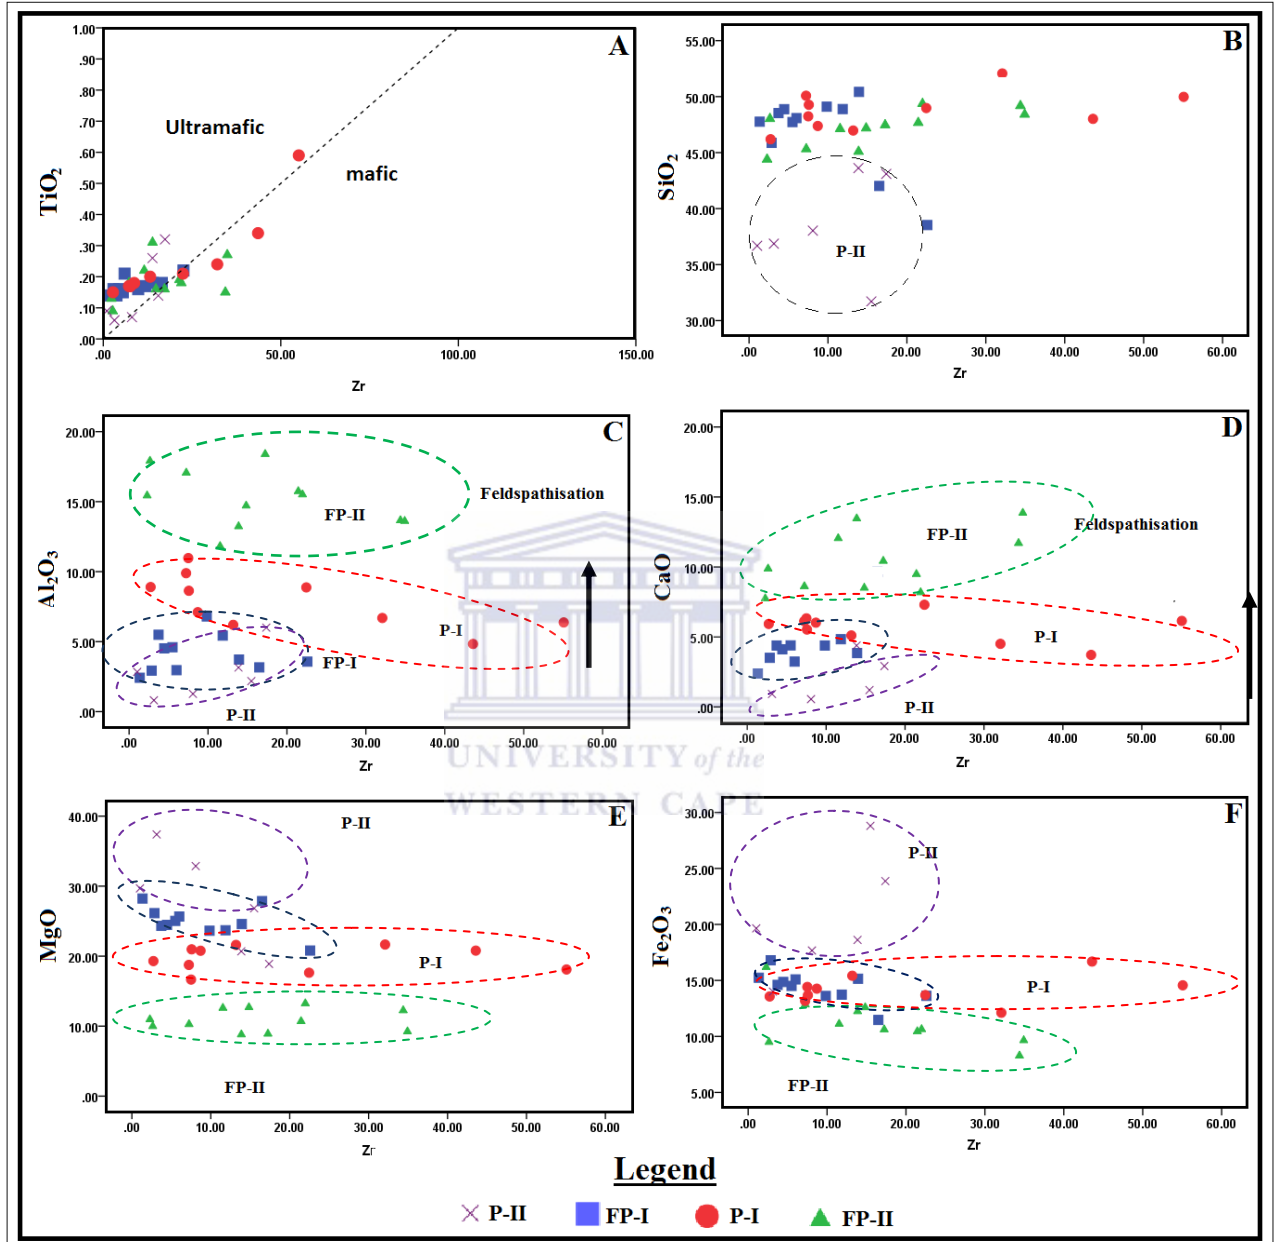 A
TiO2
1.00
.90
.80
.70
.60
.50
.40
.30
.20
.10
.00
Ultramafic
mafic
.00 50.00 100.00 150.00
Zr
B
SiO2
55.00
50.00
45.00
40.00
35.00
30.00
P-II
.00 10.00 20.00 30.00 40.00 50.00 60.00
Zr
C
Al2O3
20.00
15.00
10.00
5.00
.00
Feldspathisation
FP-II
P-I
FP-I
P-II
.00 10.00 20.00 30.00 40.00 50.00 60.00
Zr
D
CaO
20.00
15.00
10.00
5.00
.00
FP-II
Feldspathisation
P-I
P-II
.00 10.00 20.00 30.00 40.00 50.00 60.00
Zr
UNIVERSITY of the
WESTERN CAPE
E
MgO
40.00
30.00
20.00
10.00
.00
P-II
P-I
FP-II
.00 10.00 20.00 30.00 40.00 50.00 60.00
Zr
F
Fe2O3
30.00
25.00
20.00
15.00
10.00
5.00
P-II
P-I
FP-II
.00 10.00 20.00 30.00 40.00 50.00 60.00
Zr
Legend
P-II FP-I P-I FP-II